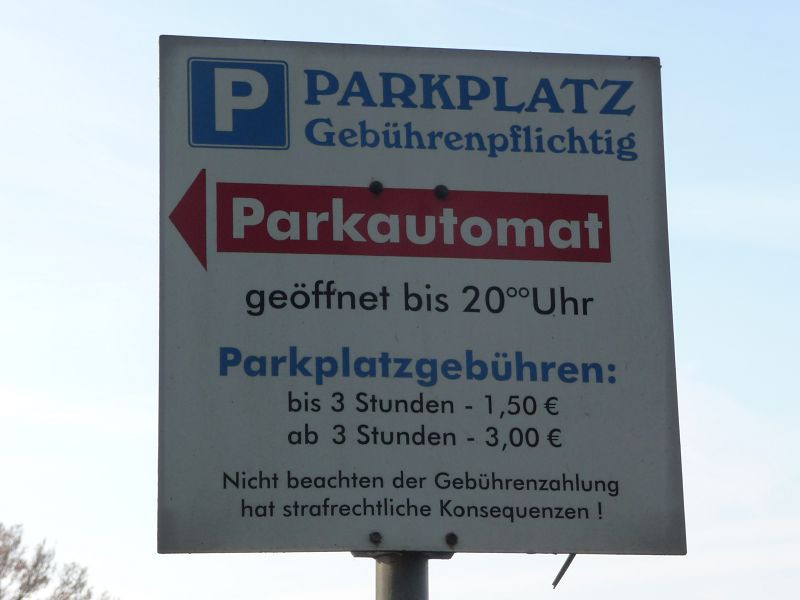 P PARKPLATZ
Gebührenpflichtig
Parkautomat
geöffnet bis 20°°Uhr
Parkplatzgebühren:
bis 3 Stunden - 1,50 €
ab 3 Stunden - 3,00 €
Nicht beachten der Gebührenzahlung
hat strafrechtliche Konsequenzen !